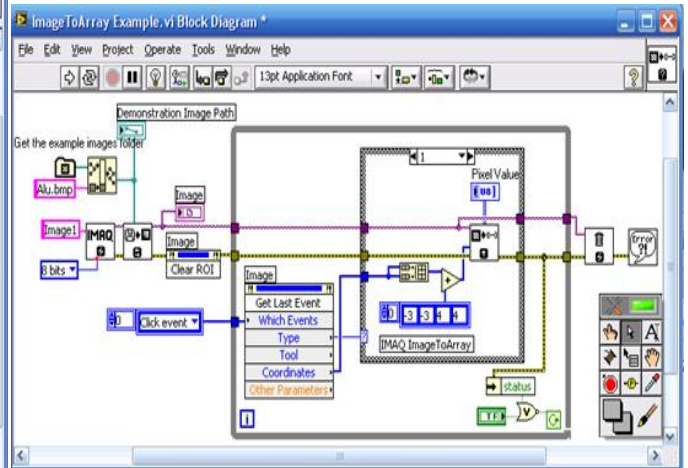 ImageToArray Example.vi Block Diagram *
File Edit View Project Operate Tools Window Help
13pt Application Font
Demonstration Image Path
Get the example images folder
1
Pixel Value
[u8]
Alu.bmp
Image
Image1
IMAQ
Image
Clear ROI
Error
?!
8 bits
Image
Get Last Event
0
Click event
Which Events
Type
Tool
Coordinates
Other Parameters
0
-3 -3 4 4
IMAQ ImageToArray
status
TF
V
i
A